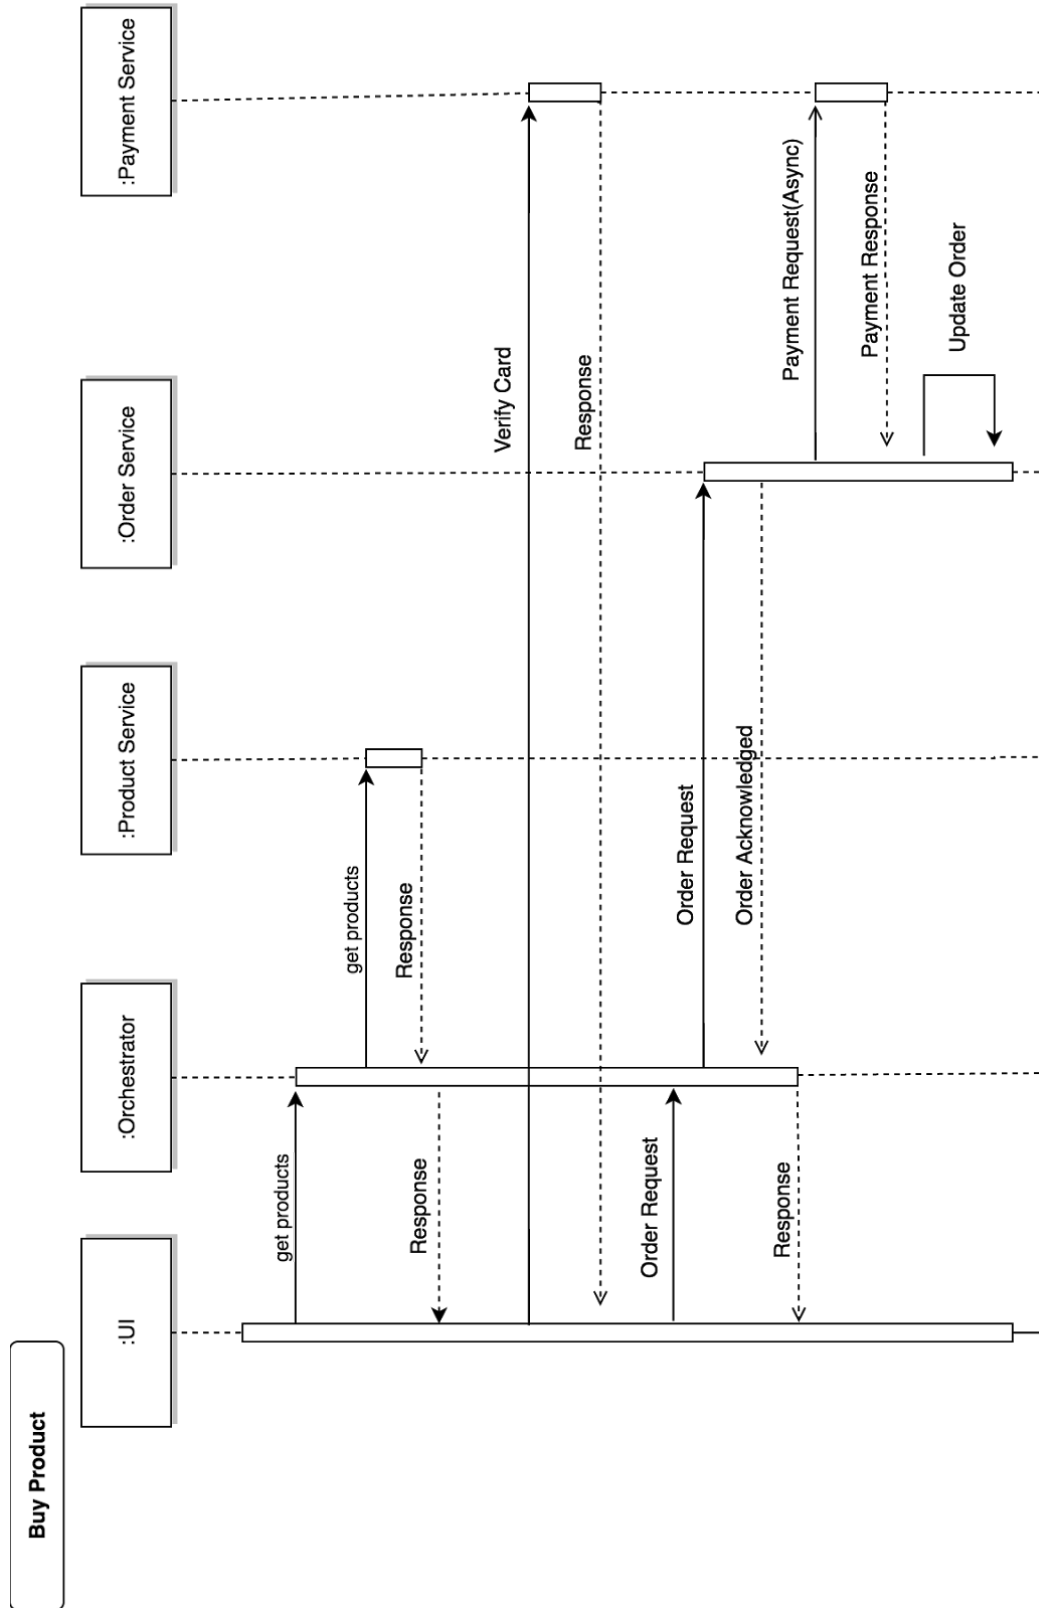 Buy Product
:UI
:Orchestrator
:Product Service
:Order Service
:Payment Service
get products
get products
Response
Response
Verify Card
Response
Order Request
Order Request
Order Acknowledged
Response
Payment Request(Async)
Payment Response
Update Order